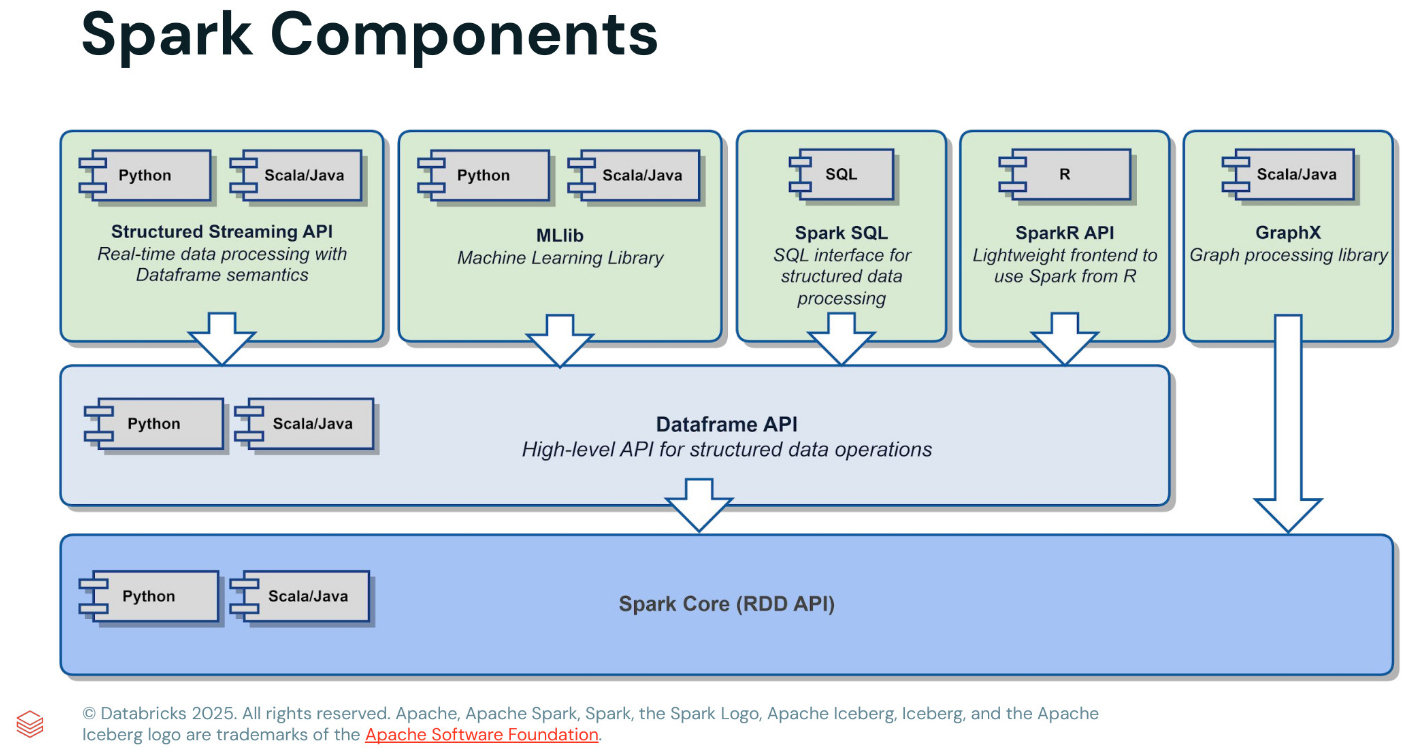 Spark Components
Python
Scala/Java
Structured Streaming API
Real-time data processing with
Dataframe semantics
Python
Scala/Java
MLlib
Machine Learning Library
SQL
Spark SQL
SQL interface for
structured data
processing
R
SparkR API
Lightweight frontend to
use Spark from R
Scala/Java
GraphX
Graph processing library
Python
Scala/Java
Dataframe API
High-level API for structured data operations
Python
Scala/Java
Spark Core (RDD API)
© Databricks 2025. All rights reserved. Apache, Apache Spark, Spark, the Spark Logo, Apache Iceberg, Iceberg, and the Apache
Iceberg logo are trademarks of the Apache Software Foundation.